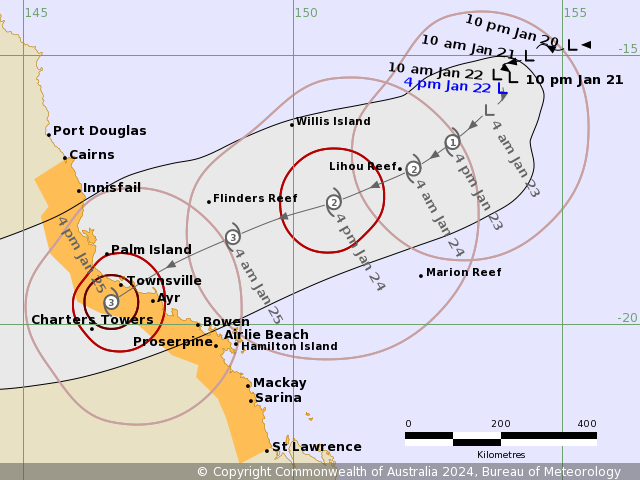 145
150
155
10 pm Jan 20
-15
10 am Jan 21
10 am Jan 22
10 pm Jan 21
4 pm Jan 22
Willis Island
4 am Jan 23
Port Douglas
1
4 pm Jan 23
Cairns
Lihou Reef
2
4 am Jan 24
Innisfail
Flinders Reef
2
4 pm Jan 24
4 pm Jan 25
3
4 am Jan 25
Palm Island
Marion Reef
Townsville
3
Ayr
Charters Towers
Bowen
-20
Airlie Beach
Proserpine
Hamilton Island
Mackay
Sarina
0 200 400
Kilometres
St Lawrence
© Copyright Commonwealth of Australia 2024, Bureau of Meteorology